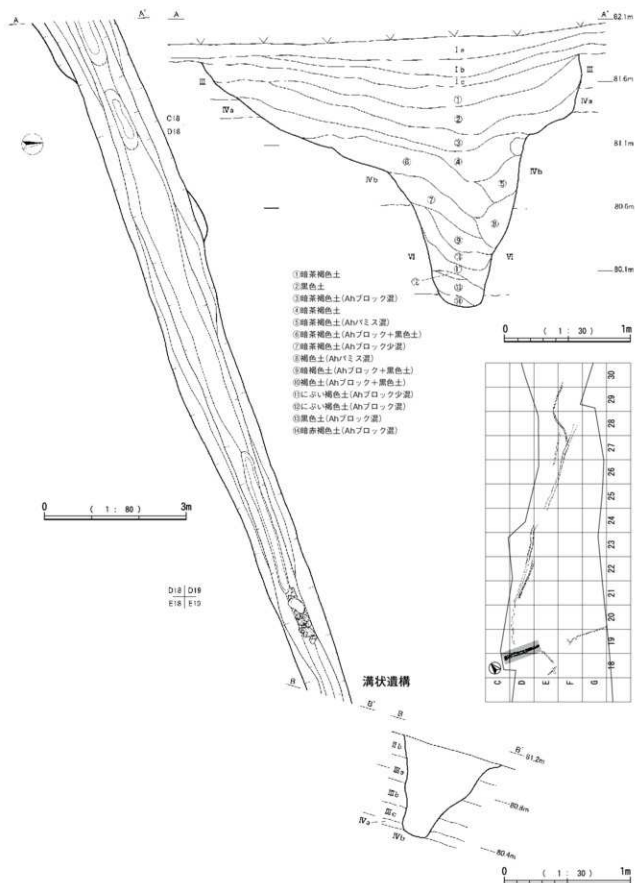 A
A'
A
A'
82.1m
Ⅰa
Ⅰb
Ⅰc
Ⅲ
Ⅲ
81.6m
Ⅳa
Ⅳa
①
②
③
④
⑤
⑥
⑦
⑧
⑨
81.1m
Ⅳb
Ⅳb
80.6m
Ⅵ
Ⅵ
80.1m
⑭
C18
D18
①暗茶褐色土
②黒色土
③暗茶褐色土(Ahブロック混)
④暗茶褐色土
⑤暗茶褐色土(Ahパミス混)
⑥暗茶褐色土(Ahブロック+黒色土)
⑦暗茶褐色土(Ahブロック少混)
⑧褐色土(Ahパミス混)
⑨暗褐色土(Ahブロック+黒色土)
⑩褐色土(Ahブロック+黒色土)
⑪にぶい褐色土(Ahブロック少混)
⑫にぶい褐色土(Ahブロック混)
⑬黒色土(Ahブロック混)
⑭暗赤褐色土(Ahブロック混)
0 ( 1 : 30 ) 1m
0 ( 1 : 80 ) 3m
30
29
28
27
26
25
24
23
22
21
20
19
18
C D E F G
D18 D19
E18 E19
B
B'
溝状遺構
B
B'
81.2m
Ⅱb
Ⅲa
Ⅲb
Ⅲc
Ⅳa
Ⅳb
80.8m
80.4m
0 ( 1 : 30 ) 1m